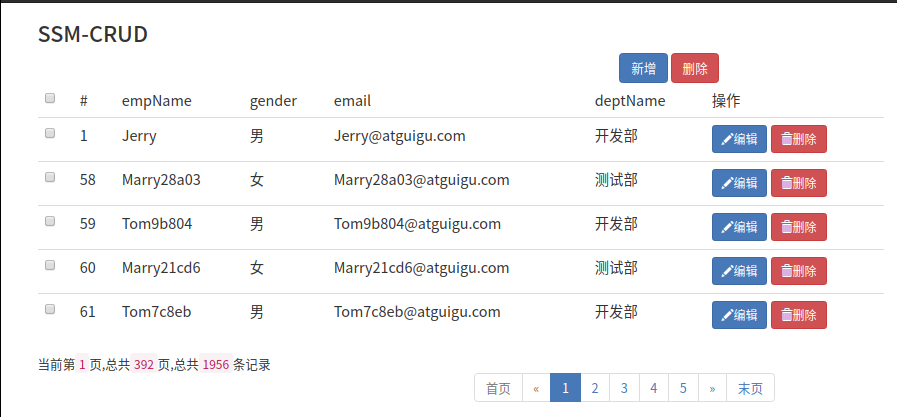 SSM-CRUD
新增 删除
# empName gender email deptName 操作
1 Jerry 男 Jerry@atguigu.com 开发部 编辑 删除
58 Marry28a03 女 Marry28a03@atguigu.com 测试部 编辑 删除
59 Tom9b804 男 Tom9b804@atguigu.com 开发部 编辑 删除
60 Marry21cd6 女 Marry21cd6@atguigu.com 测试部 编辑 删除
61 Tom7c8eb 男 Tom7c8eb@atguigu.com 开发部 编辑 删除
当前第 1 页,总共 392 页,总共 1956 条记录
首页 « 1 2 3 4 5 » 末页